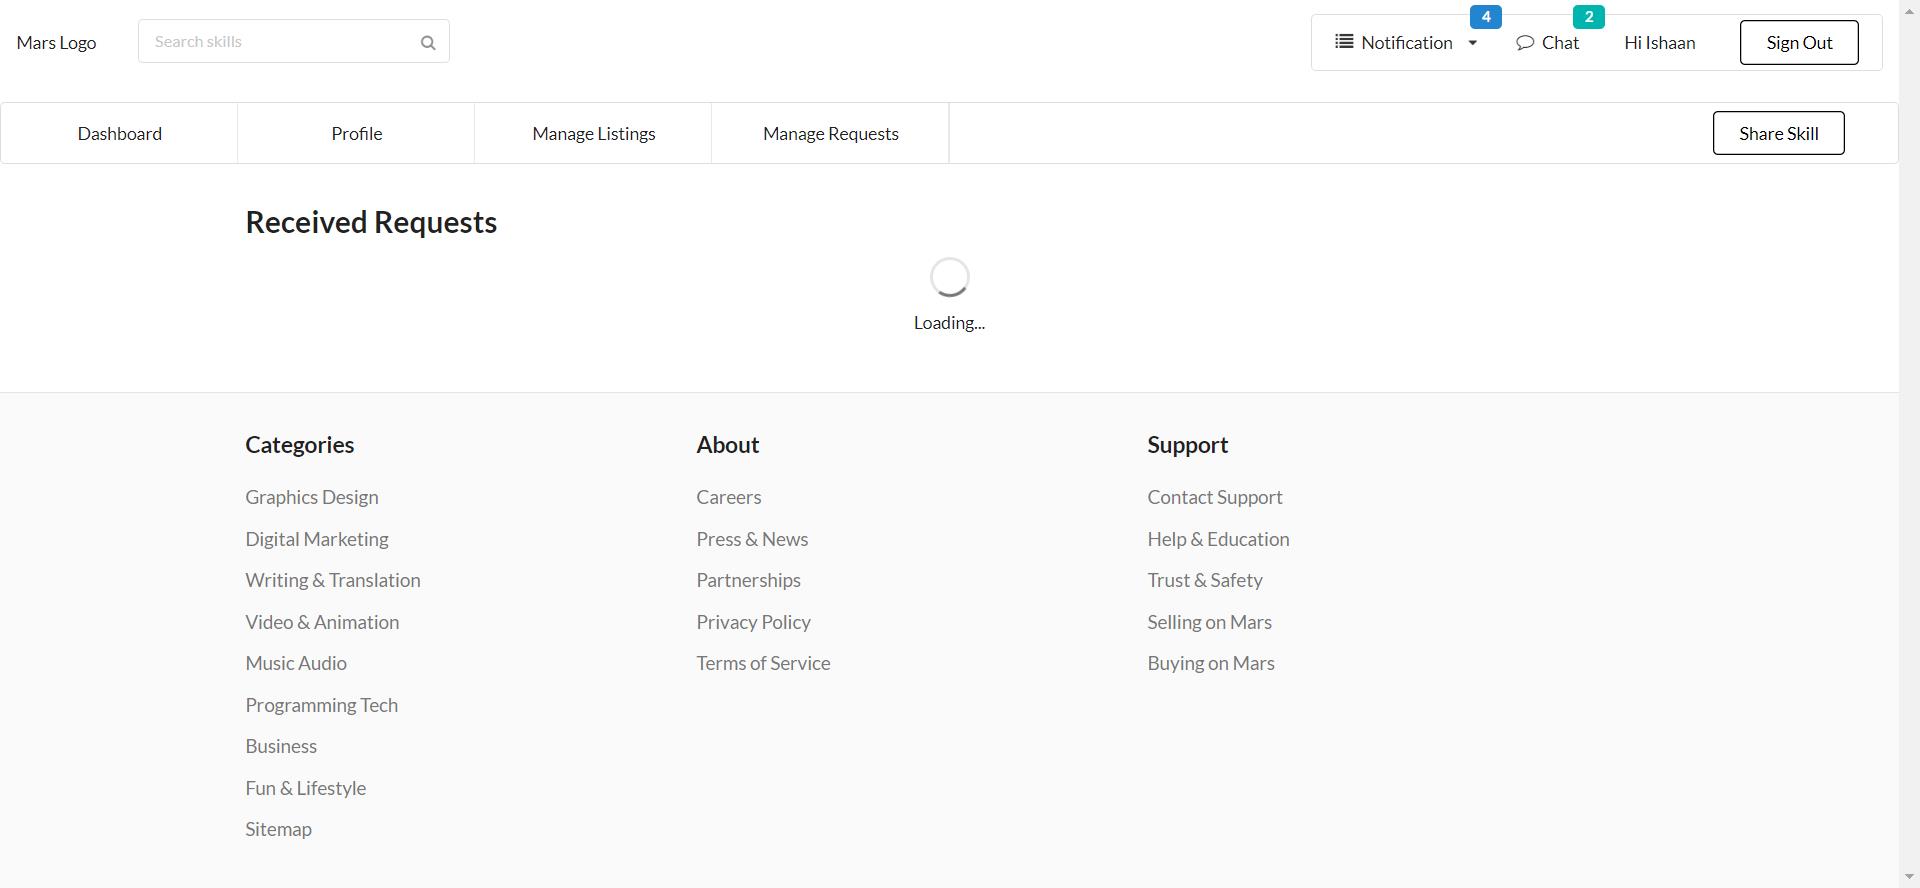 Mars Logo
Search skills
Notification
4
Chat
2
Hi Ishaan
Sign Out
Dashboard
Profile
Manage Listings
Manage Requests
Share Skill
Received Requests
Loading...
Categories
Graphics Design
Digital Marketing
Writing & Translation
Video & Animation
Music Audio
Programming Tech
Business
Fun & Lifestyle
Sitemap
About
Careers
Press & News
Partnerships
Privacy Policy
Terms of Service
Support
Contact Support
Help & Education
Trust & Safety
Selling on Mars
Buying on Mars